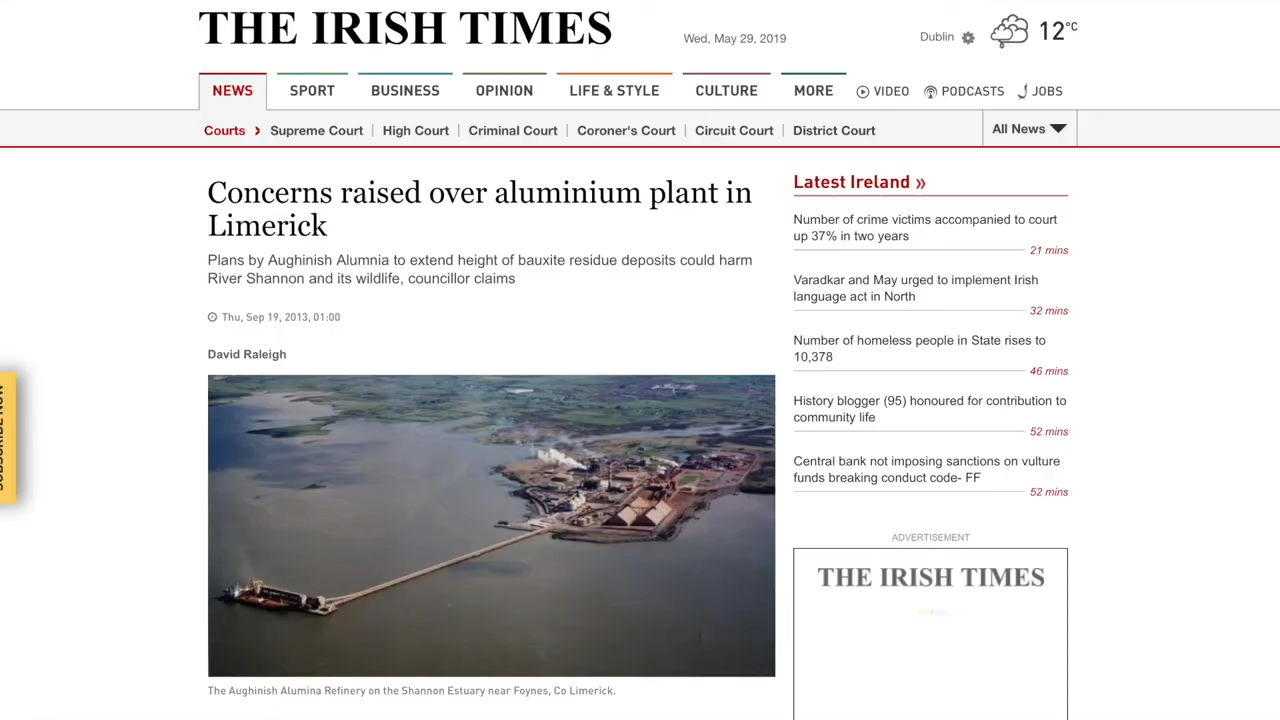 THE IRISH TIMES
Wed, May 29, 2019
Dublin
12°C
NEWS
SPORT
BUSINESS
OPINION
LIFE & STYLE
CULTURE
MORE
VIDEO
PODCASTS
JOBS
Courts
Supreme Court
High Court
Criminal Court
Coroner's Court
Circuit Court
District Court
All News
Concerns raised over aluminium plant in
Limerick
Plans by Aughinish Alumnia to extend height of bauxite residue deposits could harm
River Shannon and its wildlife, councillor claims
Thu, Sep 19, 2013, 01:00
David Raleigh
The Aughinish Alumina Refinery on the Shannon Estuary near Foynes, Co Limerick.
Latest Ireland »
Number of crime victims accompanied to court
up 37% in two years
21 mins
Varadkar and May urged to implement Irish
language act in North
32 mins
Number of homeless people in State rises to
10,378
46 mins
History blogger (95) honoured for contribution to
community life
52 mins
Central bank not imposing sanctions on vulture
funds breaking conduct code- FF
52 mins
ADVERTISEMENT
THE IRISH TIMES
SUBSCRIBE NOW